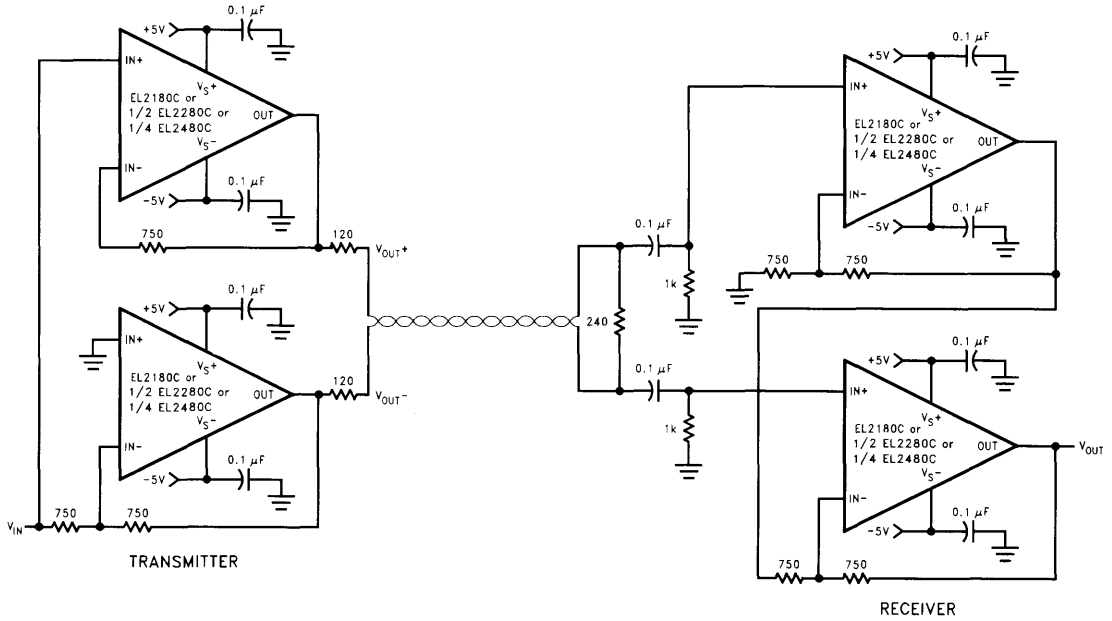 0.1 µF
+5V
IN+
VS+
EL2180C or
1/2 EL2280C or
1/4 EL2480C
OUT
VS-
IN-
0.1 µF
-5V
750
120
VOUT+
0.1 µF
+5V
IN+
VS+
EL2180C or
1/2 EL2280C or
1/4 EL2480C
OUT
120
VOUT-
VS-
IN-
0.1 µF
-5V
VIN
750
750
TRANSMITTER
0.1 µF
1k
240
0.1 µF
1k
0.1 µF
+5V
IN+
VS+
EL2180C or
1/2 EL2280C or
1/4 EL2480C
OUT
VS-
IN-
0.1 µF
-5V
750
750
0.1 µF
+5V
IN+
VS+
EL2180C or
1/2 EL2280C or
1/4 EL2480C
OUT
VOUT
VS-
IN-
0.1 µF
-5V
750
750
RECEIVER